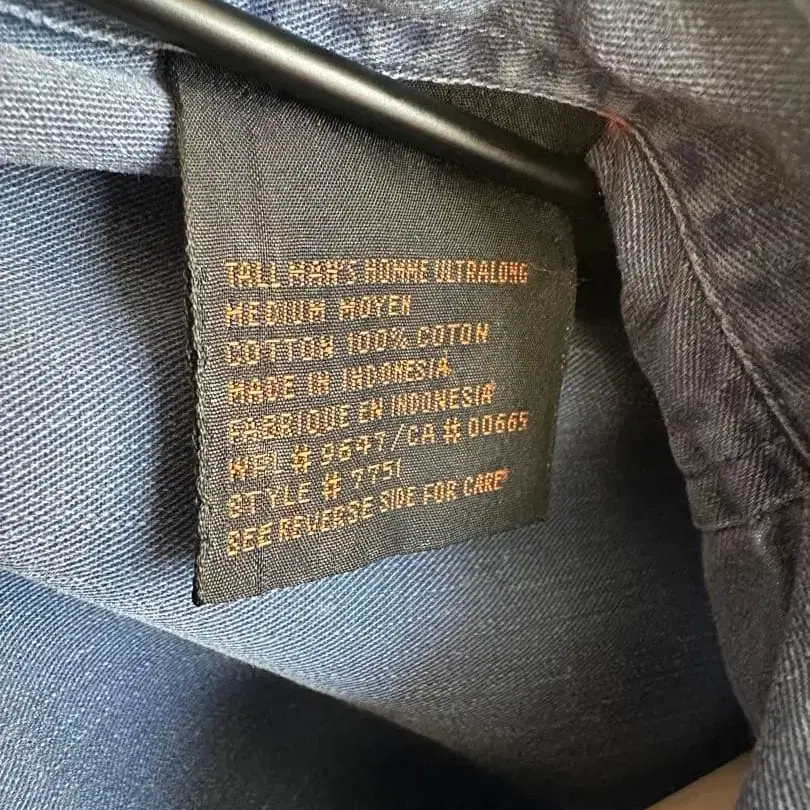 TALL MAN'S HOMME ULTRALONG
MEDIUM MOYEN
COTTON 100% COTON
MADE IN INDONESIA
FABRIQUE EN INDONESIA
WPL # 9647/CA # 00665
STYLE # 7751
SEE REVERSE SIDE FOR CARE